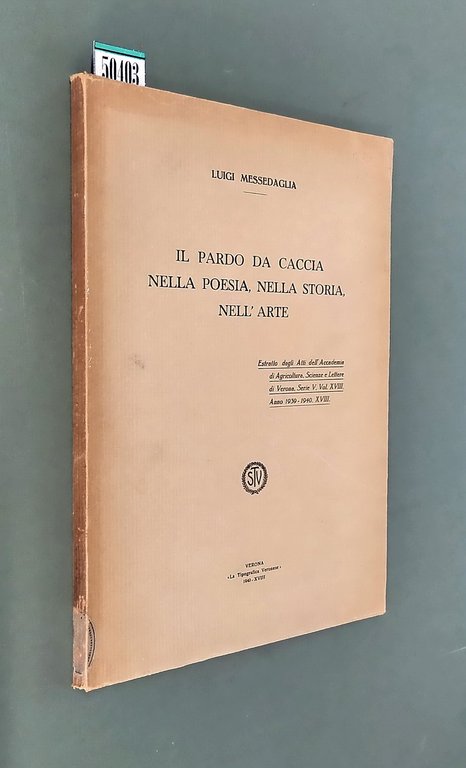 50403
LUIGI MESSEDAGLIA
IL PARDO DA CACCIA
NELLA POESIA, NELLA STORIA,
NELL' ARTE
Estratto dagli Atti dell'Accademia
di Agricoltura, Scienze e Lettere
di Verona, Serie V, Vol. XVIII,
Anno 1939-1940, XVIII.
STV
VERONA
«La Tipografica Veronese»
1940-XVIII